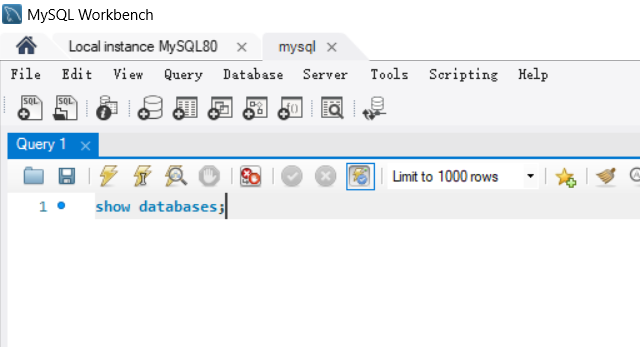 MySQL Workbench
Local instance MySQL80 mysql
File Edit View Query Database Server Tools Scripting Help
SQL SQL f()
Query 1
Limit to 1000 rows
1 show databases;